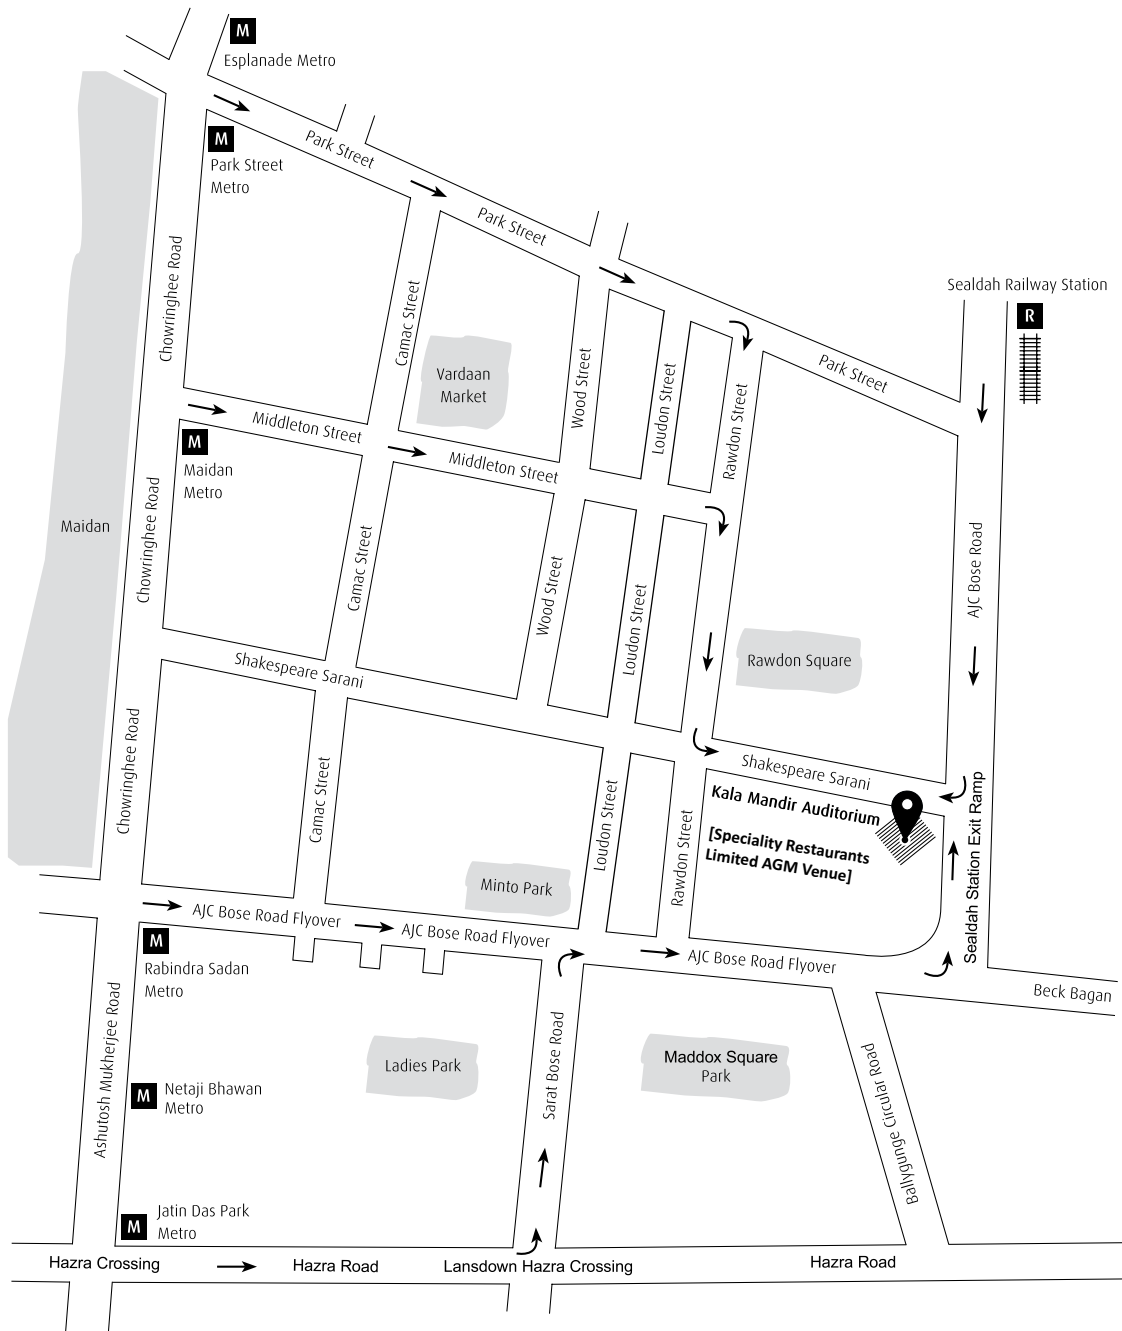 M
Esplanade Metro
M
Park Street
Metro
Park Street
Park Street
Park Street
Sealdah Railway Station
R
Chowringhee Road
Camac Street
Vardaan
Market
Wood Street
Loudon Street
Rawdon Street
Middleton Street
Middleton Street
M
Maidan
Metro
Maidan
Chowringhee Road
Camac Street
Wood Street
Loudon Street
AJC Bose Road
Rawdon Square
Shakespeare Sarani
Shakespeare Sarani
Chowringhee Road
Camac Street
Loudon Street
Rawdon Street
Kala Mandir Auditorium
[Speciality Restaurants
Limited AGM Venue]
Sealdah Station Exit Ramp
Minto Park
AJC Bose Road Flyover
AJC Bose Road Flyover
AJC Bose Road Flyover
Beck Bagan
M
Rabindra Sadan
Metro
Ashutosh Mukherjee Road
Ladies Park
Sarat Bose Road
Maddox Square
Park
Ballygunge Circular Road
M
Netaji Bhawan
Metro
M
Jatin Das Park
Metro
Hazra Crossing
Hazra Road
Lansdown Hazra Crossing
Hazra Road